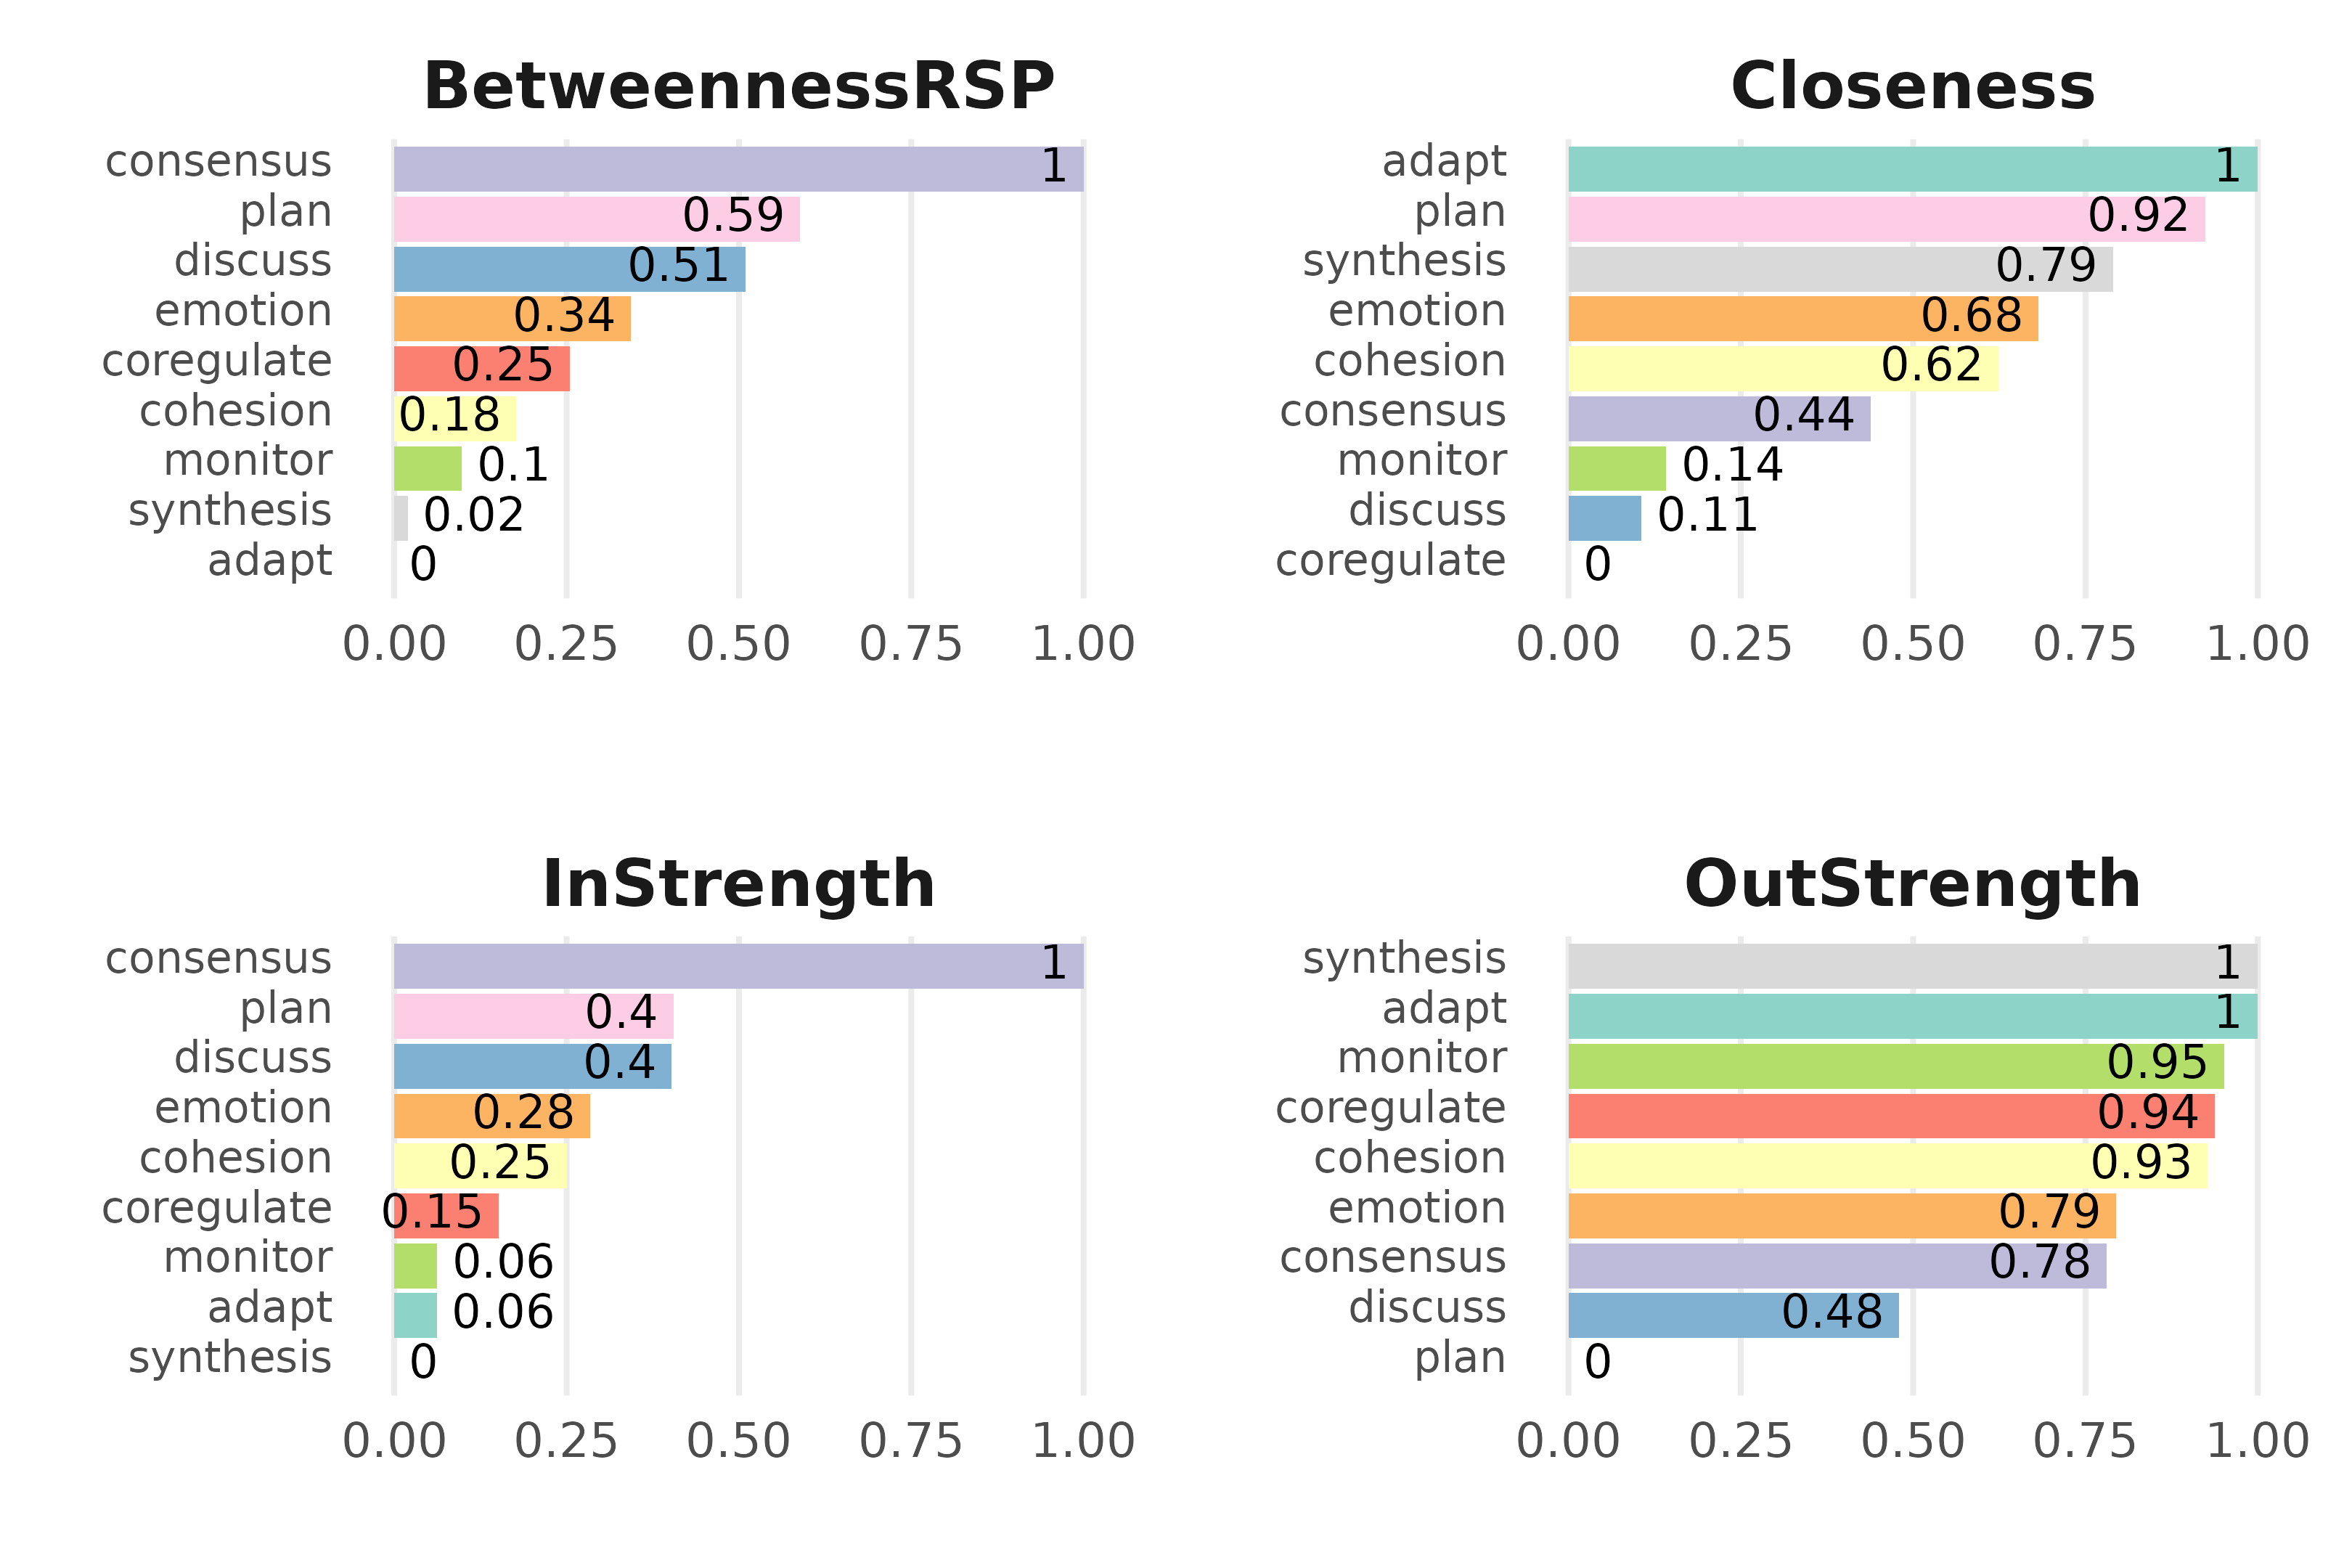 BetweennessRSP
consensus 1
plan 0.59
discuss 0.51
emotion 0.34
coregulate 0.25
cohesion 0.18
monitor 0.1
synthesis 0.02
adapt 0
0.00 0.25 0.50 0.75 1.00
Closeness
adapt 1
plan 0.92
synthesis 0.79
emotion 0.68
cohesion 0.62
consensus 0.44
monitor 0.14
discuss 0.11
coregulate 0
0.00 0.25 0.50 0.75 1.00
InStrength
consensus 1
plan 0.4
discuss 0.4
emotion 0.28
cohesion 0.25
coregulate 0.15
monitor 0.06
adapt 0.06
synthesis 0
0.00 0.25 0.50 0.75 1.00
OutStrength
synthesis 1
adapt 1
monitor 0.95
coregulate 0.94
cohesion 0.93
emotion 0.79
consensus 0.78
discuss 0.48
plan 0
0.00 0.25 0.50 0.75 1.00